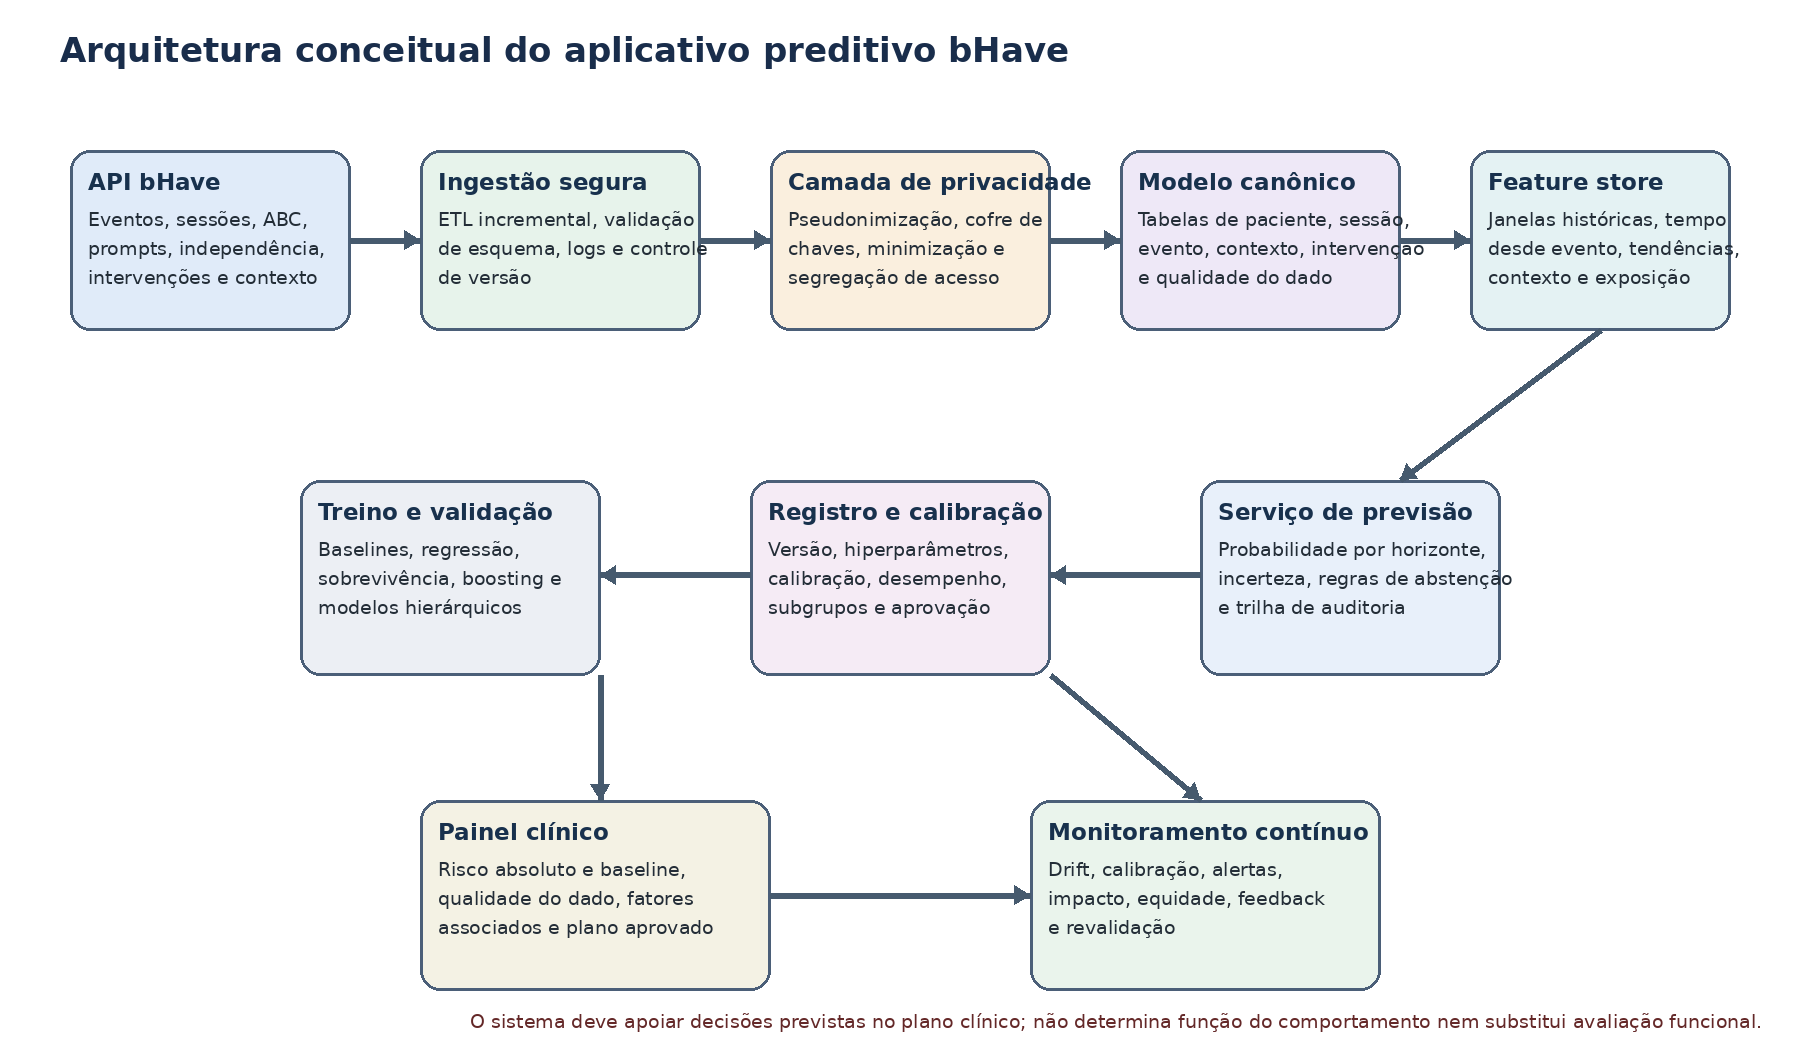 Arquitetura conceitual do aplicativo preditivo bHave
API bHave
Eventos, sessões, ABC,
prompts, independência,
intervenções e contexto
Ingestão segura
ETL incremental, validação
de esquema, logs e controle
de versão
Camada de privacidade
Pseudonimização, cofre de
chaves, minimização e
segregação de acesso
Modelo canônico
Tabelas de paciente, sessão,
evento, contexto, intervenção
e qualidade do dado
Feature store
Janelas históricas, tempo
desde evento, tendências,
contexto e exposição
Treino e validação
Baselines, regressão,
sobrevivência, boosting e
modelos hierárquicos
Registro e calibração
Versão, hiperparâmetros,
calibração, desempenho,
subgrupos e aprovação
Serviço de previsão
Probabilidade por horizonte,
incerteza, regras de abstenção
e trilha de auditoria
Painel clínico
Risco absoluto e baseline,
qualidade do dado, fatores
associados e plano aprovado
Monitoramento contínuo
Drift, calibração, alertas,
impacto, equidade, feedback
e revalidação
O sistema deve apoiar decisões previstas no plano clínico; não determina função do comportamento nem substitui avaliação funcional.